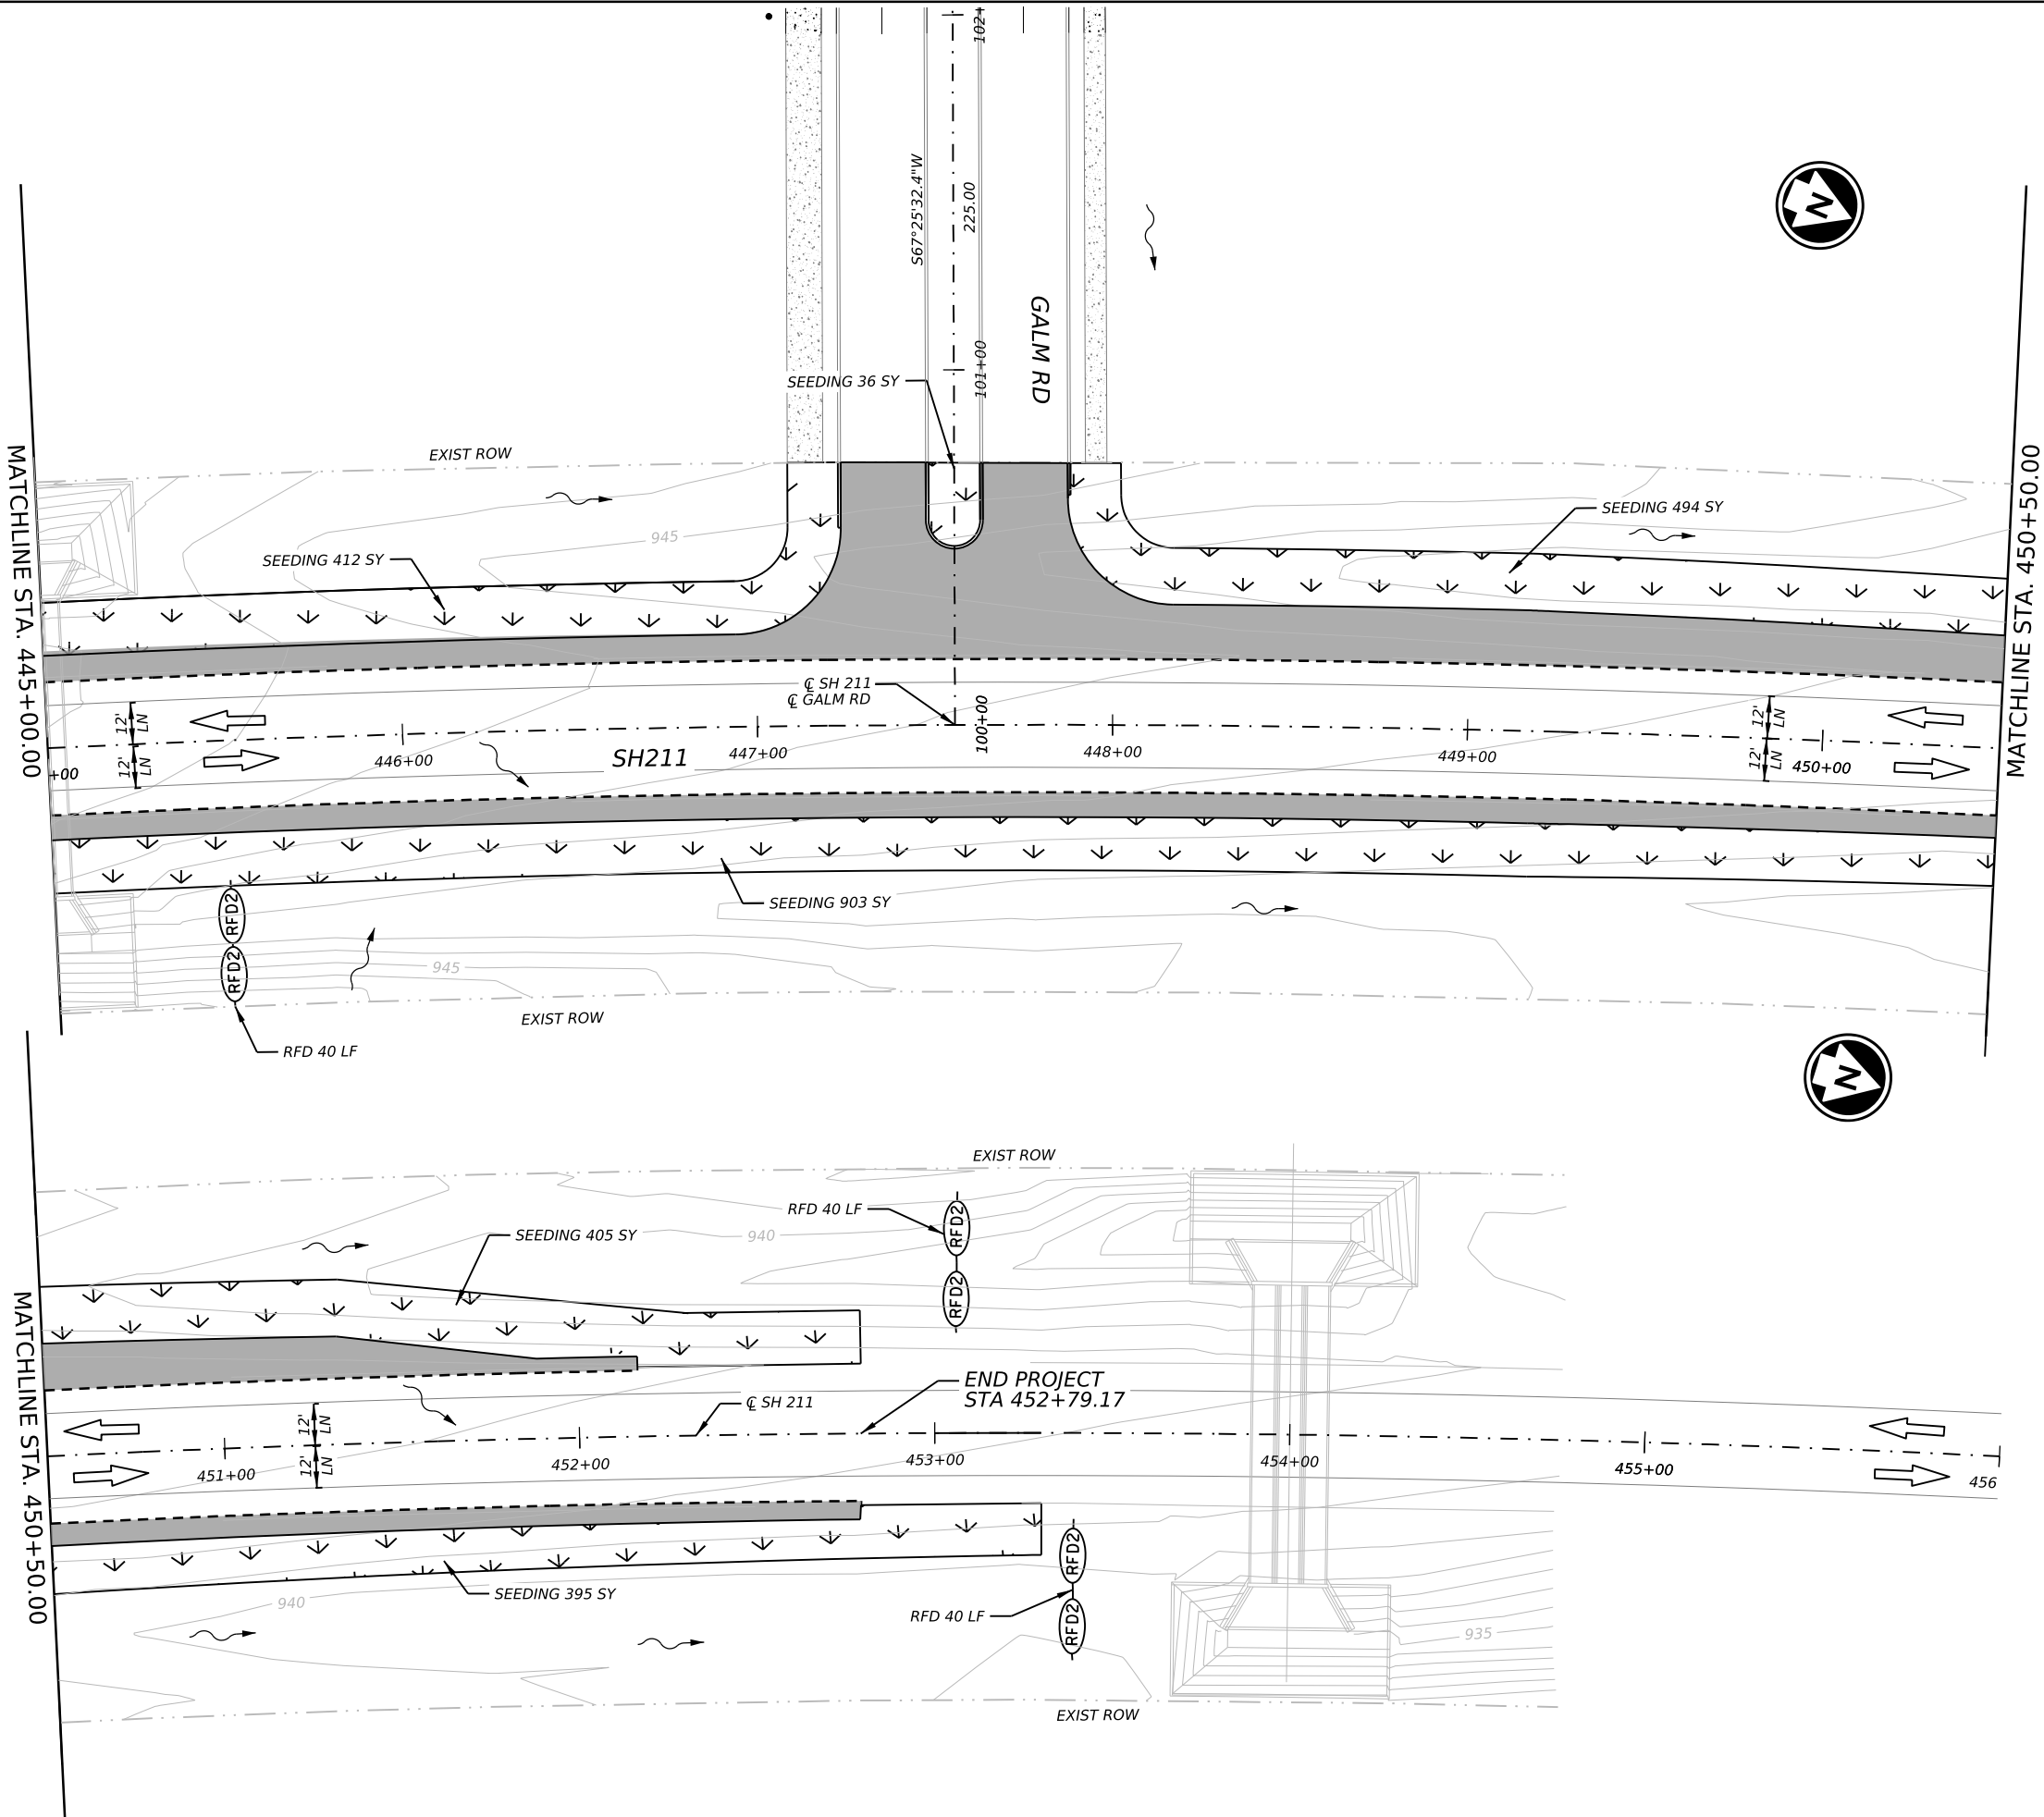 102+
S67°25'32.4"W
225.00
N
GALM RD
101+00
SEEDING 36 SY
EXIST ROW
MATCHLINE STA. 445+00.00
MATCHLINE STA. 450+50.00
SEEDING 494 SY
945
SEEDING 412 SY
℄ SH 211
℄ GALM RD
100+00
12' LN
12' LN
12' LN
12' LN
+00
446+00
SH211
447+00
448+00
449+00
450+00
SEEDING 903 SY
RFD2
RFD2
945
EXIST ROW
RFD 40 LF
N
EXIST ROW
RFD 40 LF
RFD2
RFD2
SEEDING 405 SY
940
MATCHLINE STA. 450+50.00
END PROJECT
STA 452+79.17
℄ SH 211
12' LN
12' LN
451+00
452+00
453+00
454+00
455+00
456
RFD2
RFD2
SEEDING 395 SY
940
RFD 40 LF
935
EXIST ROW